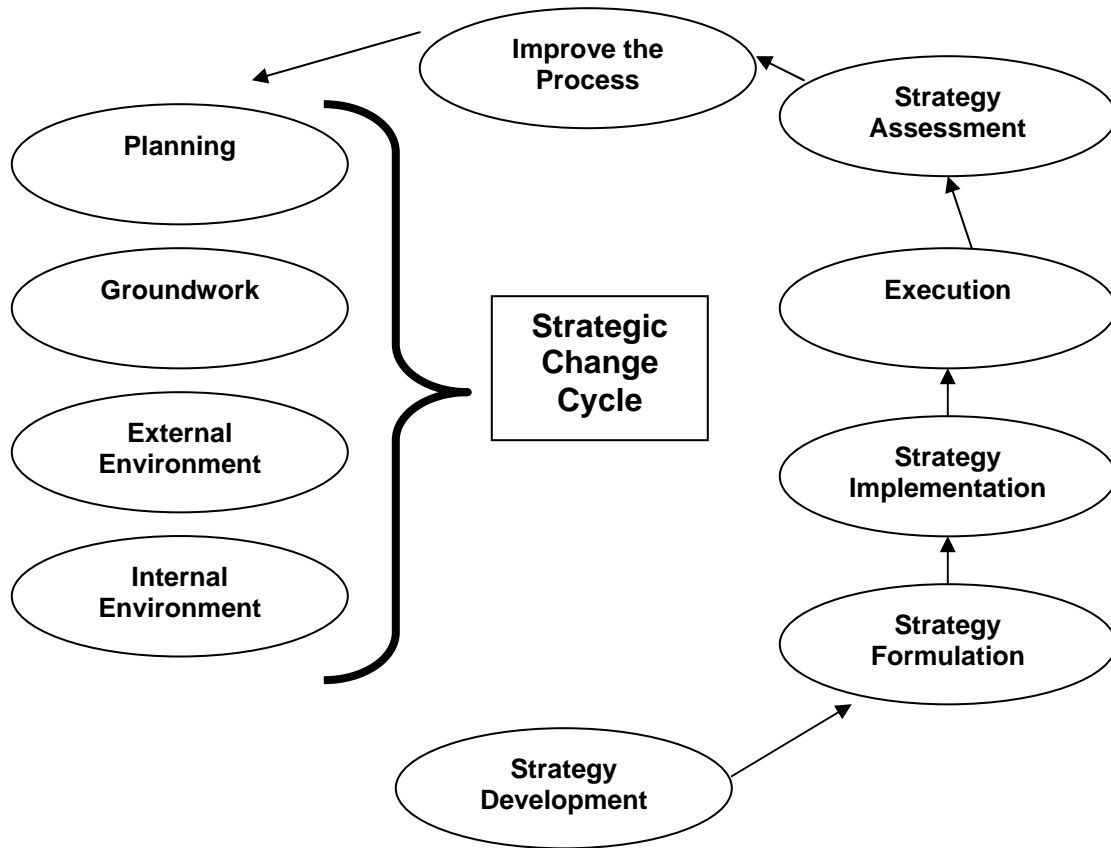 Improve the
Process
Strategy
Assessment
Planning
Groundwork
Execution
Strategic
Change
Cycle
External
Environment
Strategy
Implementation
Internal
Environment
Strategy
Formulation
Strategy
Development